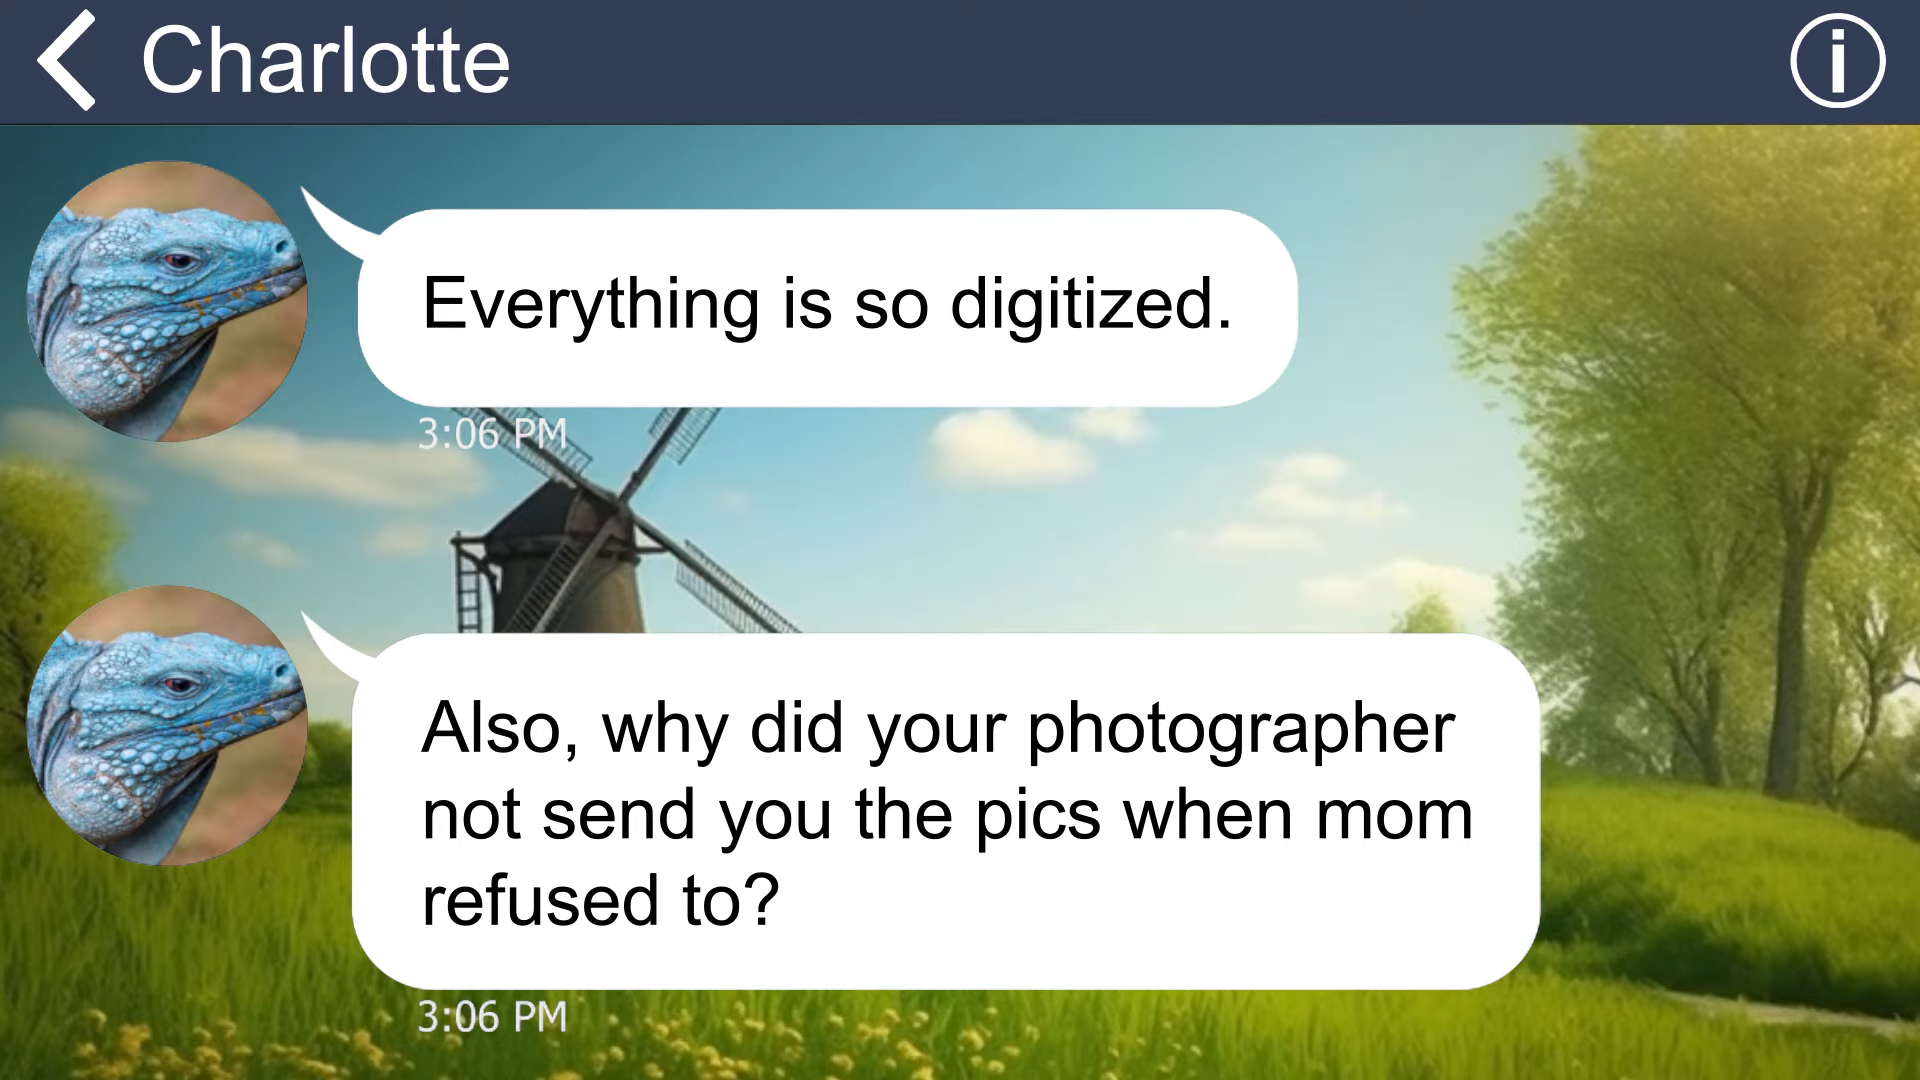 Charlotte
Everything is so digitized.
3:06 PM
Also, why did your photographer
not send you the pics when mom
refused to?
3:06 PM